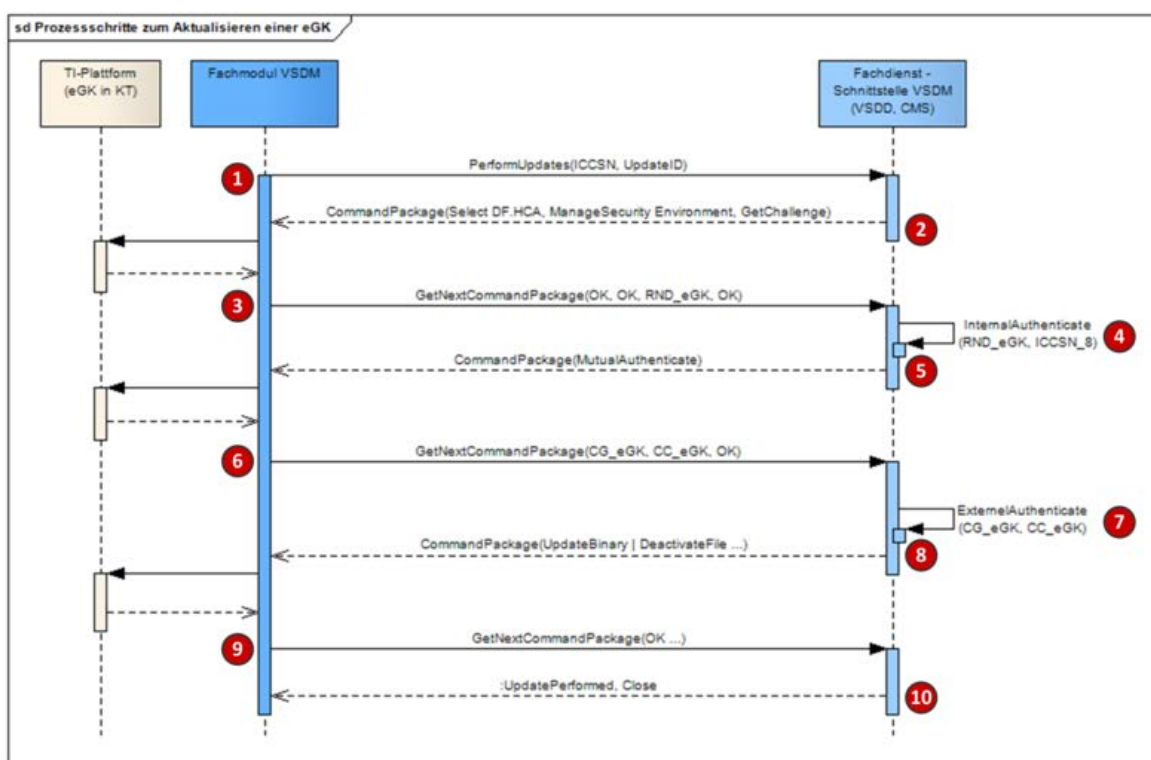 sd Prozessschritte zum Aktualisieren einer eGK
TI-Plattform
(eGK in KT)
Fachmodul VSDM
Fachdienst -
Schnittstelle VSDM
(VSDD, CMS)
PerformUpdates(ICCSN, UpdateID)
1
CommandPackage(Select DF.HCA, ManageSecurity Environment, GetChallenge)
2
GetNextCommandPackage(OK, OK, RND_eGK, OK)
3
InternalAuthenticate
(RND_eGK, ICCSN_8)
4
CommandPackage(MutualAuthenticate)
5
GetNextCommandPackage(CG_eGK, CC_eGK, OK)
6
ExternelAuthenticate
(CG_eGK, CC_eGK)
7
CommandPackage(UpdateBinary | DeactivateFile ...)
8
GetNextCommandPackage(OK ...)
9
:UpdatePerformed, Close
10